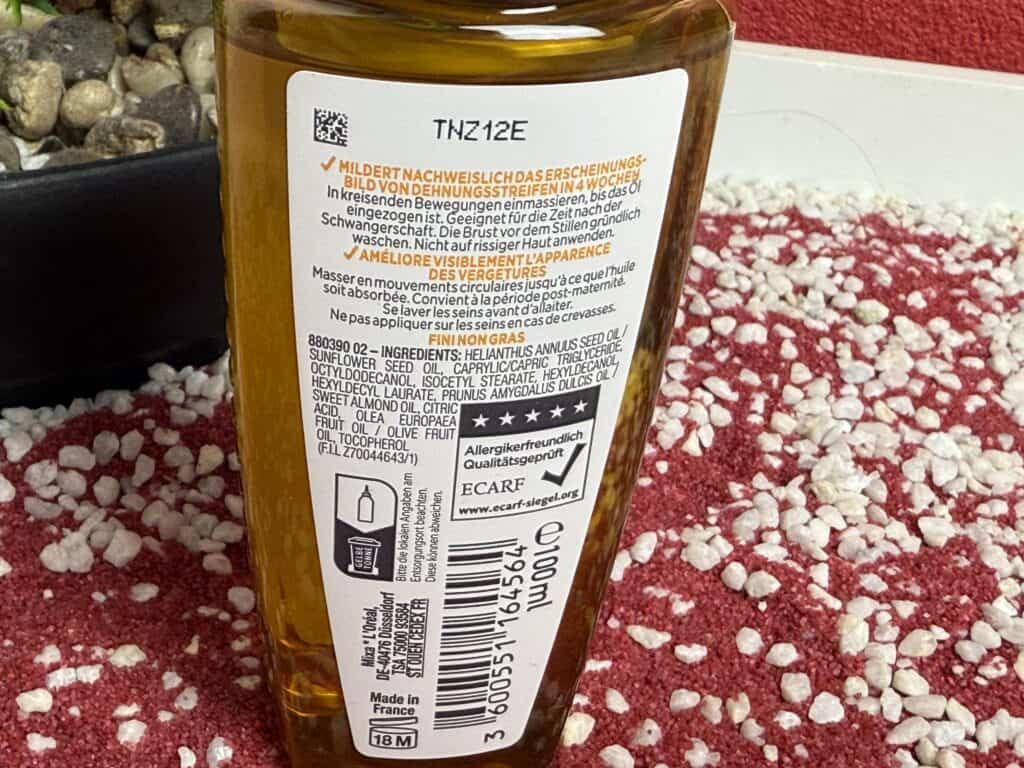 TNZ12E
✓ MILDERT NACHWEISLICH DAS ERSCHEINUNGS-
BILD VON DEHNUNGSSTREIFEN IN 4 WOCHEN
In kreisenden Bewegungen einmassieren, bis das Öl
eingezogen ist. Geeignet für die Zeit nach der
Schwangerschaft. Die Brust vor dem Stillen gründlich
waschen. Nicht auf rissiger Haut anwenden.
✓ AMÉLIORE VISIBLEMENT L'APPARENCE
DES VERGETURES
Masser en mouvements circulaires jusqu'à ce que l'huile
soit absorbée. Convient à la période post-maternité.
Se laver les seins avant d'allaiter.
Ne pas appliquer sur les seins en cas de crevasses.
FINI NON GRAS
880390 02 – INGREDIENTS: HELIANTHUS ANNUUS SEED OIL /
SUNFLOWER SEED OIL, CAPRYLIC/CAPRIC TRIGLYCERIDE,
OCTYLDODECANOL, ISOCETYL STEARATE, HEXYLDECANOL,
HEXYLDECYL LAURATE, PRUNUS AMYGDALUS DULCIS OIL /
SWEET ALMOND OIL, CITRIC
ACID, OLEA EUROPAEA
FRUIT OIL / OLIVE FRUIT
OIL, TOCOPHEROL
(F.I.L Z70044643/1)
Allergikerfreundlich
Qualitätsgeprüft
ECARF
www.ecarf-siegel.org
GELBE
TONNE
Bitte die lokalen Angaben am
Entsorgungsort beachten.
Diese können abweichen.
Mixa * L'Oréal,
DE-40476 Düsseldorf
TSA 75000 93584
ST OUEN CEDEX FR
Made in
France
18 M
3 600551 164564
100ml